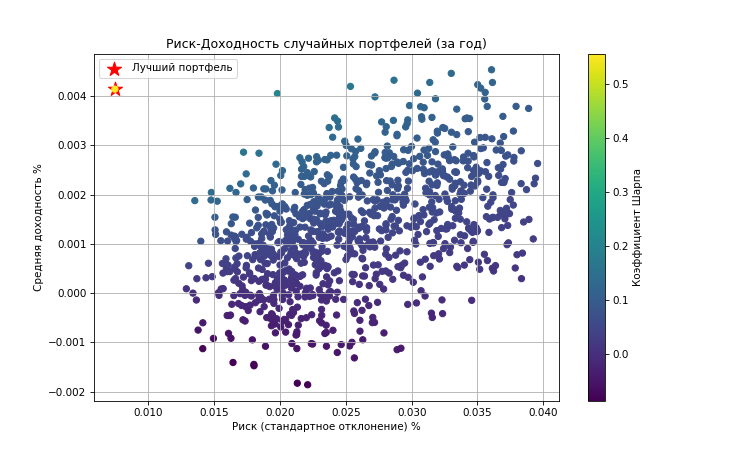 Риск-Доходность случайных портфелей (за год)
Лучший портфель
Средняя доходность %
0.004
0.003
0.002
0.001
0.000
−0.001
−0.002
0.010 0.015 0.020 0.025 0.030 0.035 0.040
Риск (стандартное отклонение) %
0.5
0.4
0.3
0.2
0.1
0.0
Коэффициент Шарпа